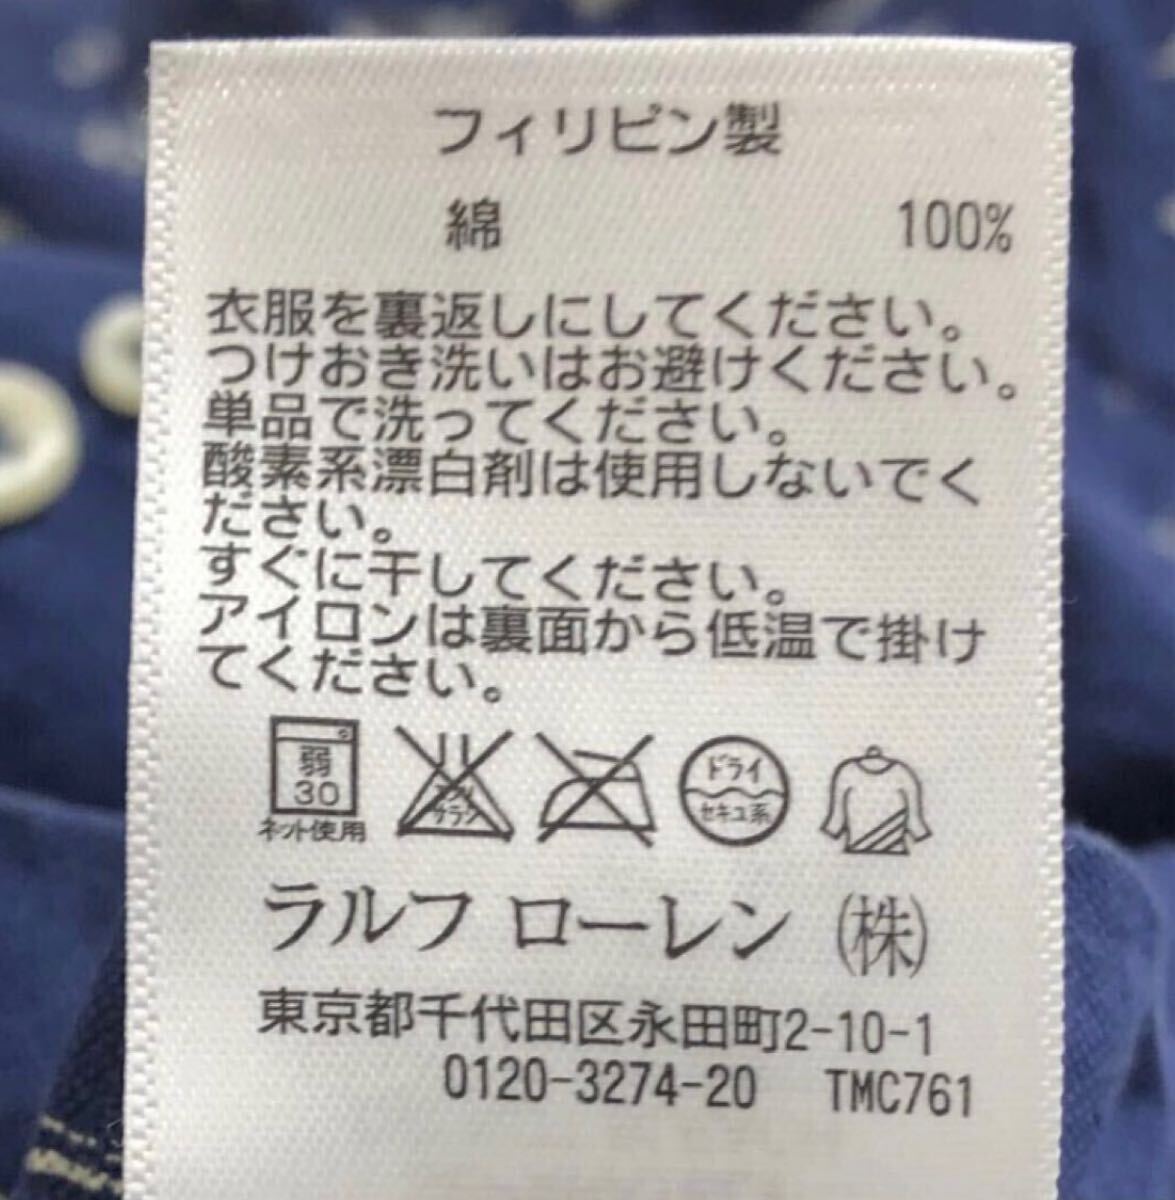 フィリピン製
綿 100%
衣服を裏返しにしてください。
つけおき洗いはお避けください。
単品で洗ってください。
酸素系漂白剤は使用しないでく
ださい。
すぐに干してください。
アイロンは裏面から低温で掛け
てください。
弱
30
ネット使用
ドライ
セキユ系
ラルフ ローレン (株)
東京都千代田区永田町2-10-1
0120-3274-20 TMC761